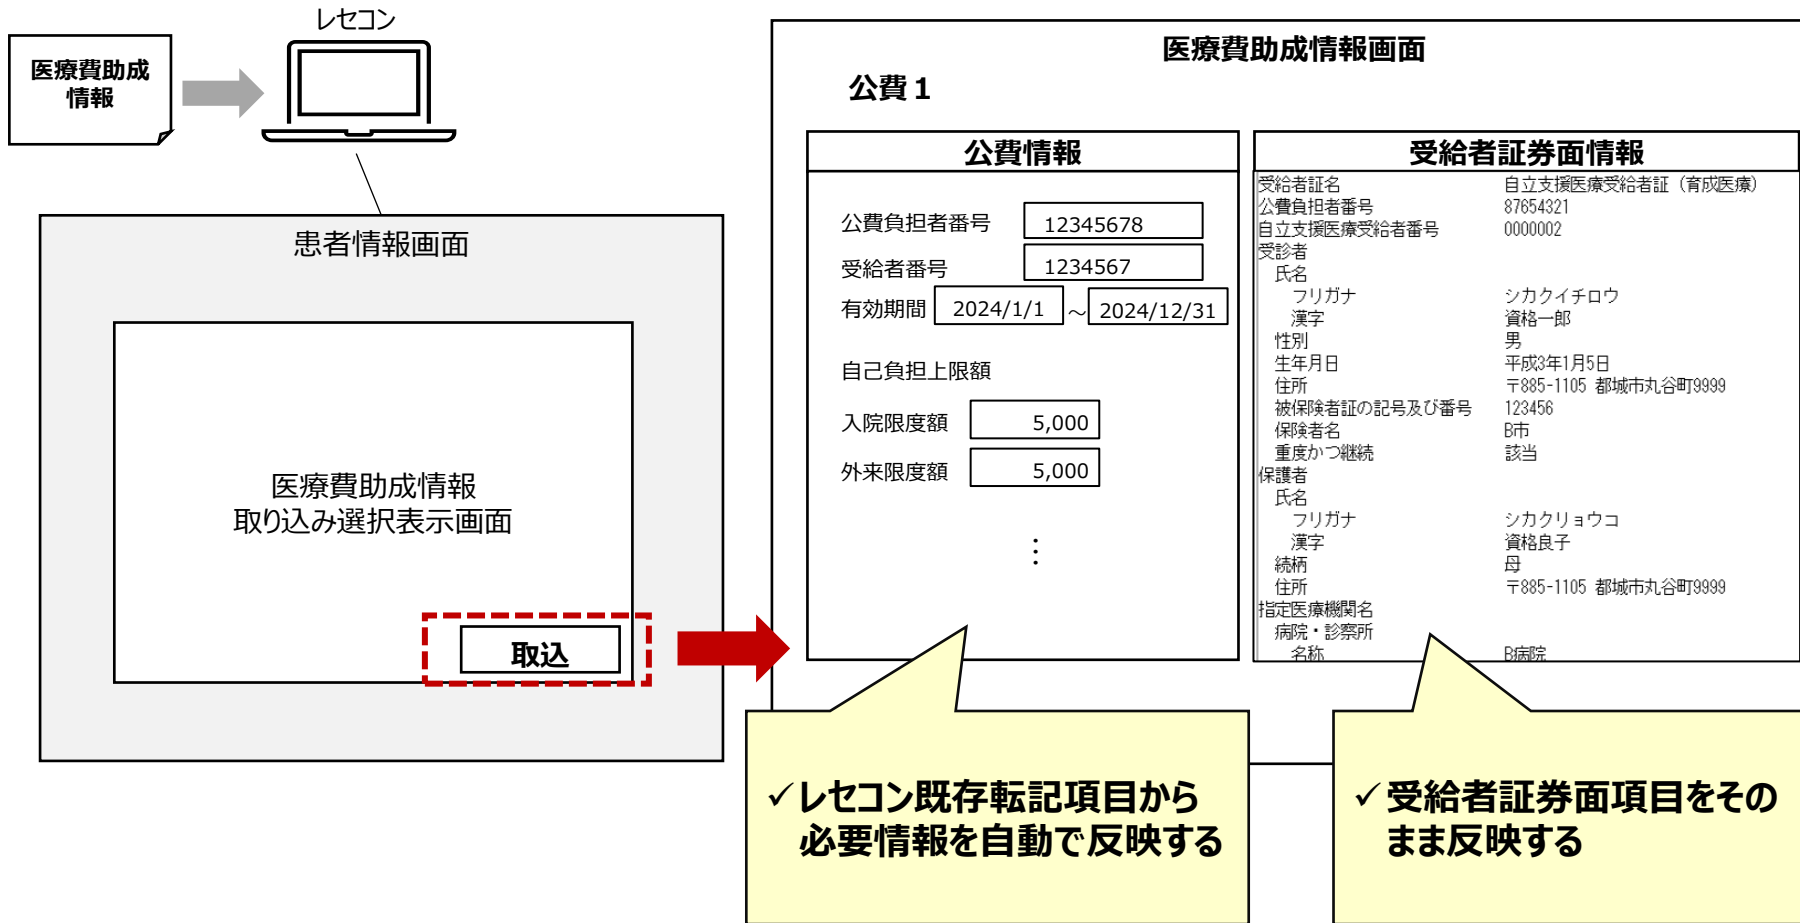 レセコン
医療費助成
情報
患者情報画面
医療費助成情報
取り込み選択表示画面
取込
医療費助成情報画面
公費１
公費情報
公費負担者番号 12345678
受給者番号 1234567
有効期間 2024/1/1 ～ 2024/12/31
自己負担上限額
入院限度額 5,000
外来限度額 5,000
⋮
受給者証券面情報
受給者証名 自立支援医療受給者証（育成医療）
公費負担者番号 87654321
自立支援医療受給者番号 0000002
受診者
氏名
フリガナ シカクイチロウ
漢字 資格一郎
性別 男
生年月日 平成3年1月5日
住所 〒885-1105 都城市丸谷町9999
被保険者証の記号及び番号 123456
保険者名 B市
重度かつ継続 該当
保護者
氏名
フリガナ シカクリョウコ
漢字 資格良子
続柄 母
住所 〒885-1105 都城市丸谷町9999
指定医療機関名
病院・診察所
名称 B病院
✓レセコン既存転記項目から
必要情報を自動で反映する
✓受給者証券面項目をその
まま反映する